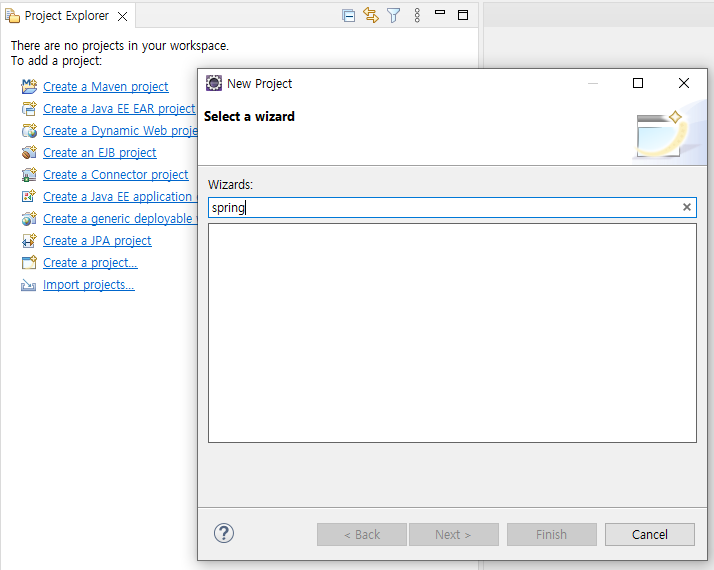 Project Explorer
There are no projects in your workspace.
To add a project:
Create a Maven project
Create a Java EE EAR project
Create a Dynamic Web proje
Create an EJB project
Create a Connector project
Create a Java EE application
Create a generic deployable
Create a JPA project
Create a project...
Import projects...
New Project
Select a wizard
Wizards:
spring
< Back
Next >
Finish
Cancel